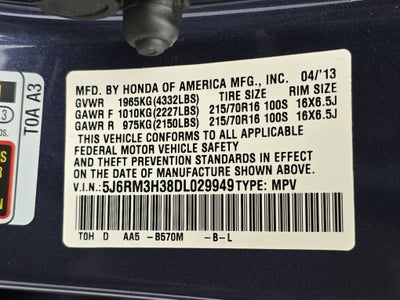 MFD. BY HONDA OF AMERICA MFG., INC. 04/'13
GVWR 1965KG(4332LBS) TIRE SIZE RIM SIZE
GAWR F 1010KG(2227LBS) 215/70R16 100S 16X6.5J
GAWR R 975KG(2150LBS) 215/70R16 100S 16X6.5J
THIS VEHICLE CONFORMS TO ALL APPLICABLE
FEDERAL MOTOR VEHICLE SAFETY
AND THEFT PREVENTION STANDARDS IN EFFECT
ON THE DATE OF MANUFACTURE SHOWN ABOVE.
V.I.N.: 5J6RM3H38DL029949 TYPE: MPV
TOH D AA5 -B570M -B-L
TOA A3
3